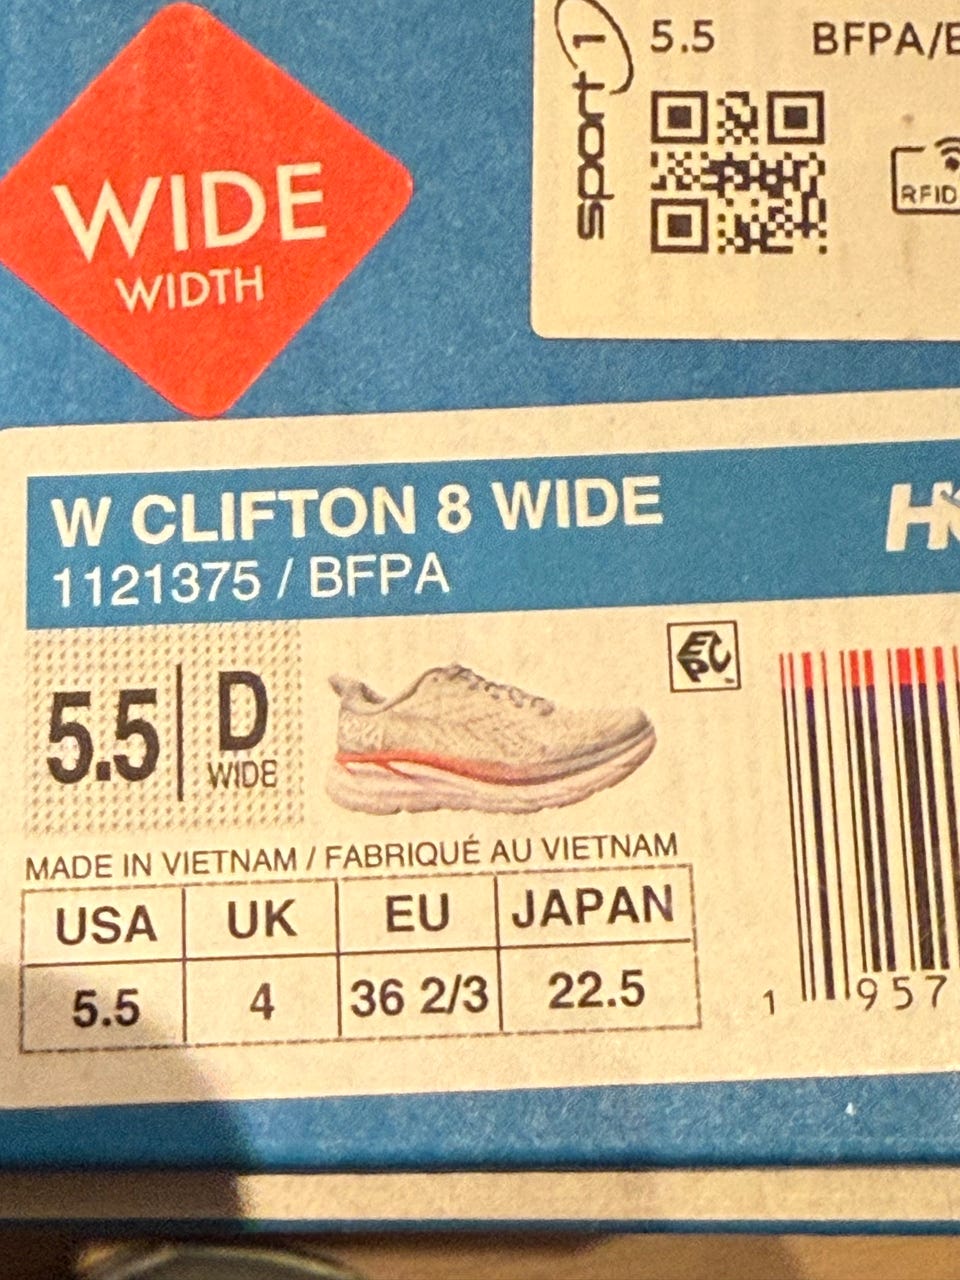 WIDE
WIDTH
sport 1
5.5 BFPA/
RFID
W CLIFTON 8 WIDE
1121375 / BFPA
5.5 D
WIDE
EPC
MADE IN VIETNAM / FABRIQUÉ AU VIETNAM
USA UK EU JAPAN
5.5 4 36 2/3 22.5
1 957